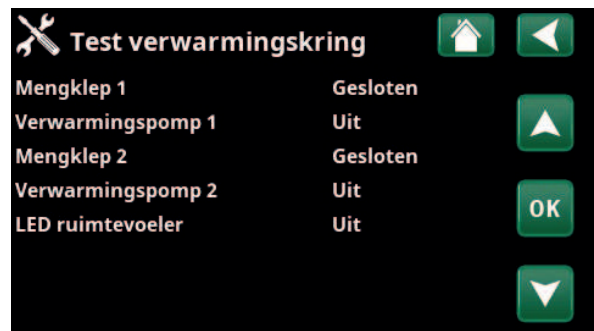 Test verwarmingskring
Mengklep 1 Gesloten
Verwarmingspomp 1 Uit
Mengklep 2 Gesloten
Verwarmingspomp 2 Uit
LED ruimtevoeler Uit
OK